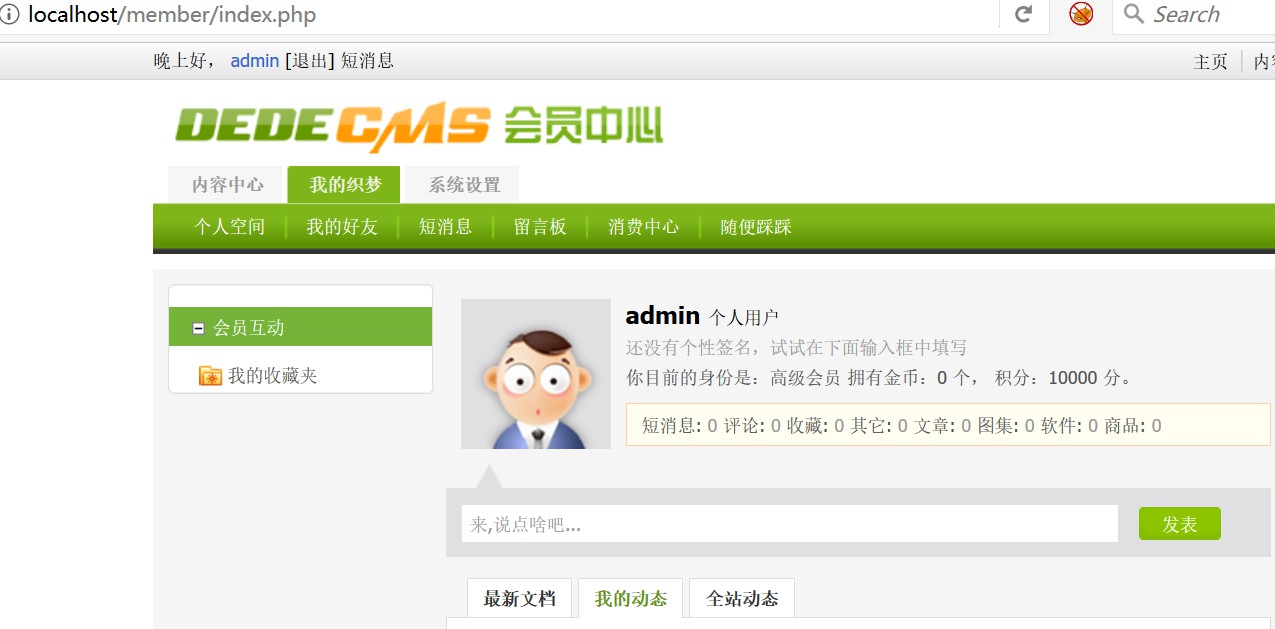 localhost/member/index.php
Search
晚上好， admin [退出] 短消息
主页
DEDECMS 会员中心
内容中心 我的织梦 系统设置
个人空间 我的好友 短消息 留言板 消费中心 随便踩踩
会员互动
我的收藏夹
admin 个人用户
还没有个性签名，试试在下面输入框中填写
你目前的身份是：高级会员 拥有金币：0 个， 积分：10000 分。
短消息: 0 评论: 0 收藏: 0 其它: 0 文章: 0 图集: 0 软件: 0 商品: 0
来,说点啥吧...
发表
最新文档 我的动态 全站动态